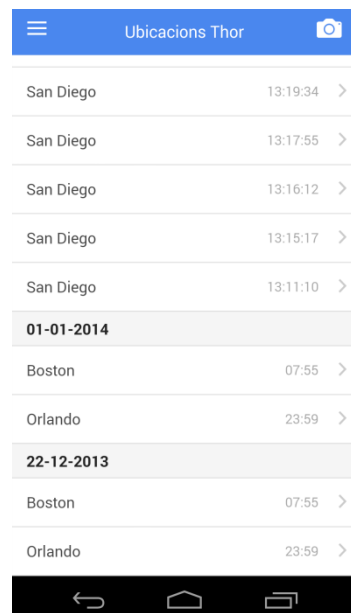 Ubicacions Thor
San Diego 13:19:34
San Diego 13:17:55
San Diego 13:16:12
San Diego 13:15:17
San Diego 13:11:10
01-01-2014
Boston 07:55
Orlando 23:59
22-12-2013
Boston 07:55
Orlando 23:59